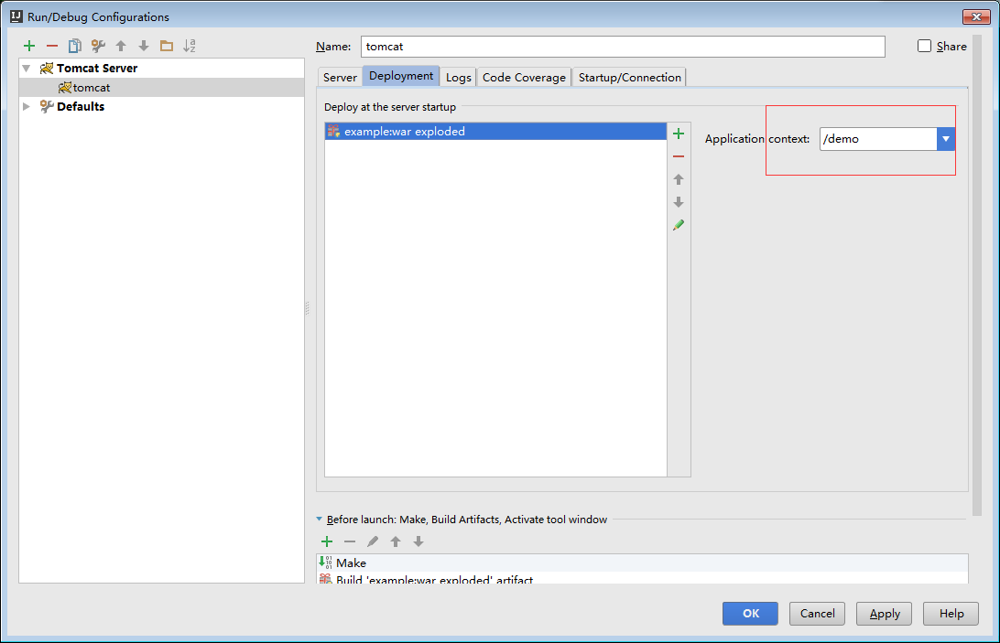 Run/Debug Configurations
Name: tomcat
Share
Tomcat Server
tomcat
Defaults
Server Deployment Logs Code Coverage Startup/Connection
Deploy at the server startup
example:war exploded
Application context: /demo
Before launch: Make, Build Artifacts, Activate tool window
Make
Build 'example:war exploded' artifact
OK Cancel Apply Help